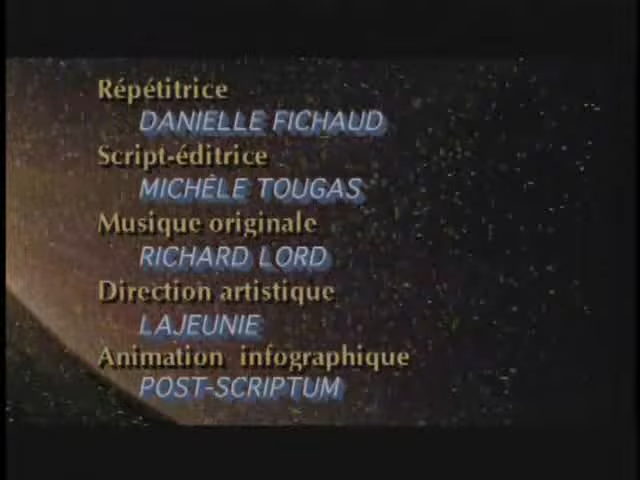 Répétitrice
DANIELLE FICHAUD
Script-éditrice
MICHÈLE TOUGAS
Musique originale
RICHARD LORD
Direction artistique
LAJEUNIE
Animation infographique
POST-SCRIPTUM